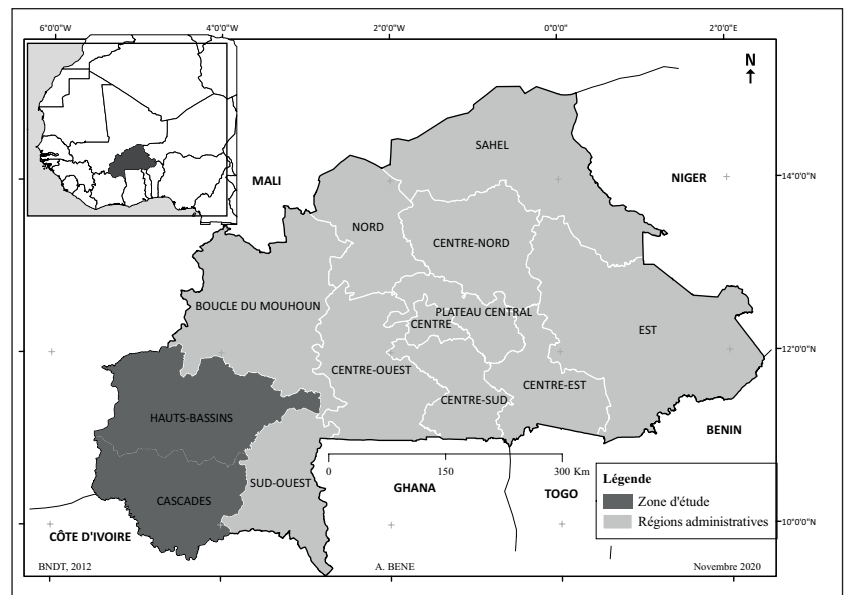 6°0'0"W
4°0'0"W
2°0'0"W
0°0'0"
2°0'0"E
N
SAHEL
MALI
NIGER
14°0'0"N
NORD
CENTRE-NORD
BOUCLE DU MOUHOUN
PLATEAU CENTRAL
CENTRE
EST
12°0'0"N
CENTRE-OUEST
CENTRE-EST
CENTRE-SUD
HAUTS-BASSINS
BENIN
0
150
300 Km
SUD-OUEST
GHANA
TOGO
CASCADES
CÔTE D'IVOIRE
Légende
Zone d'étude
Régions administratives
10°0'0"N
BNDT, 2012
A. BENE
Novembre 2020